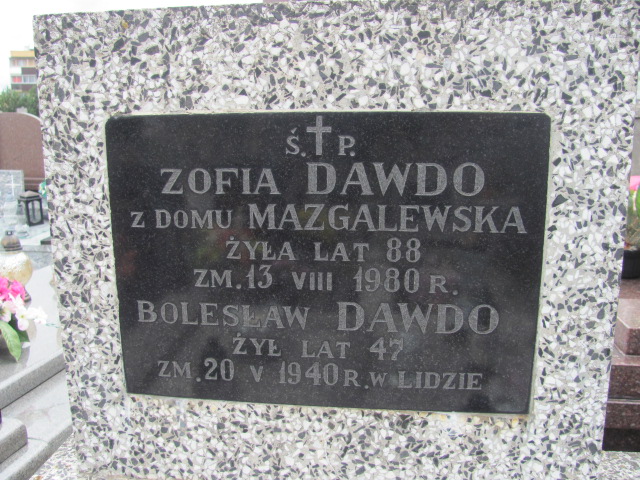 Ś. P.
ZOFIA DAWDO
Z DOMU MAZGALEWSKA
ŻYŁA LAT 88
ZM. 13 VIII 1980 R.
BOLESŁAW DAWDO
ŻYŁ LAT 47
ZM. 20 V 1940 R. W LIDZIE